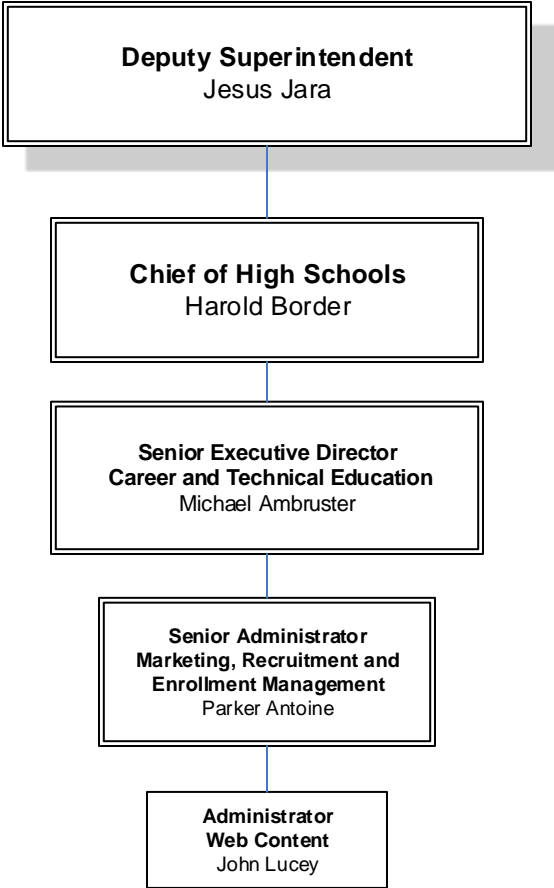 Deputy Superintendent
Jesus Jara
Chief of High Schools
Harold Border
Senior Executive Director
Career and Technical Education
Michael Ambruster
Senior Administrator
Marketing, Recruitment and
Enrollment Management
Parker Antoine
Administrator
Web Content
John Lucey